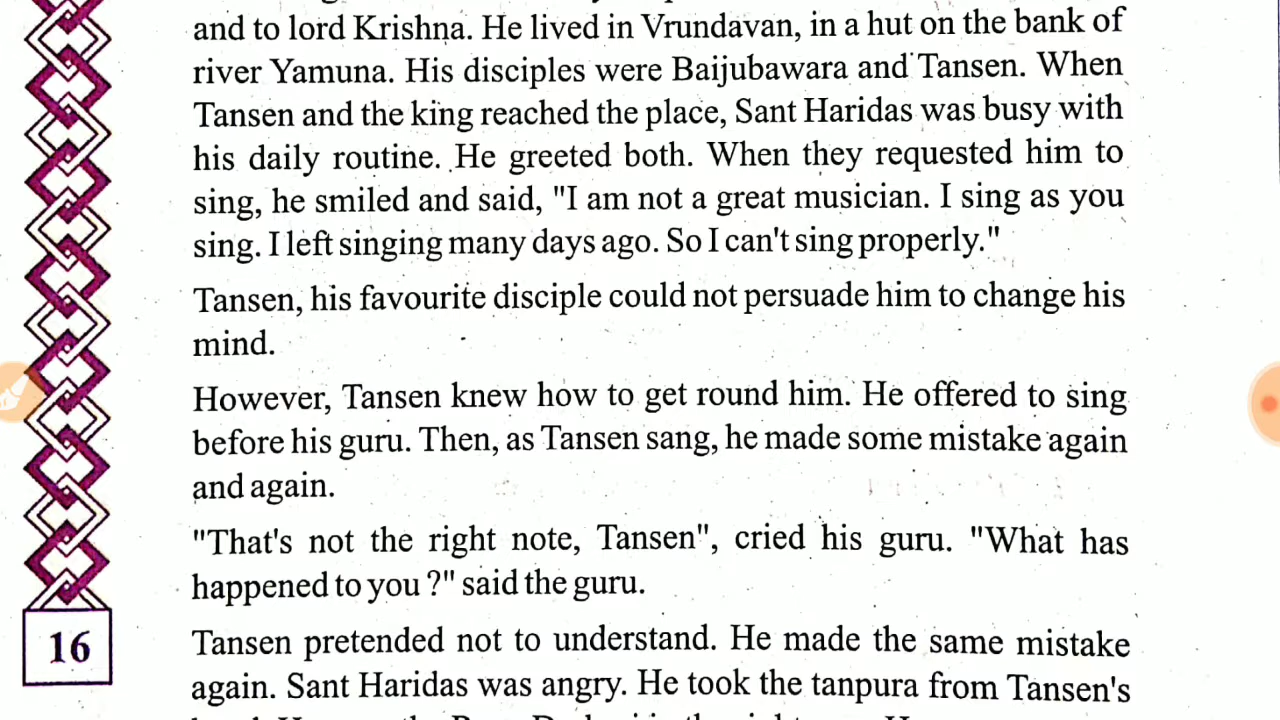 and to lord Krishna. He lived in Vrundavan, in a hut on the bank of
river Yamuna. His disciples were Baijubawara and Tansen. When
Tansen and the king reached the place, Sant Haridas was busy with
his daily routine. He greeted both. When they requested him to
sing, he smiled and said, "I am not a great musician. I sing as you
sing. I left singing many days ago. So I can't sing properly."
Tansen, his favourite disciple could not persuade him to change his
mind.
However, Tansen knew how to get round him. He offered to sing
before his guru. Then, as Tansen sang, he made some mistake again
and again.
"That's not the right note, Tansen", cried his guru. "What has
happened to you ?" said the guru.
Tansen pretended not to understand. He made the same mistake
16
again. Sant Haridas was angry. He took the tanpura from Tansen's